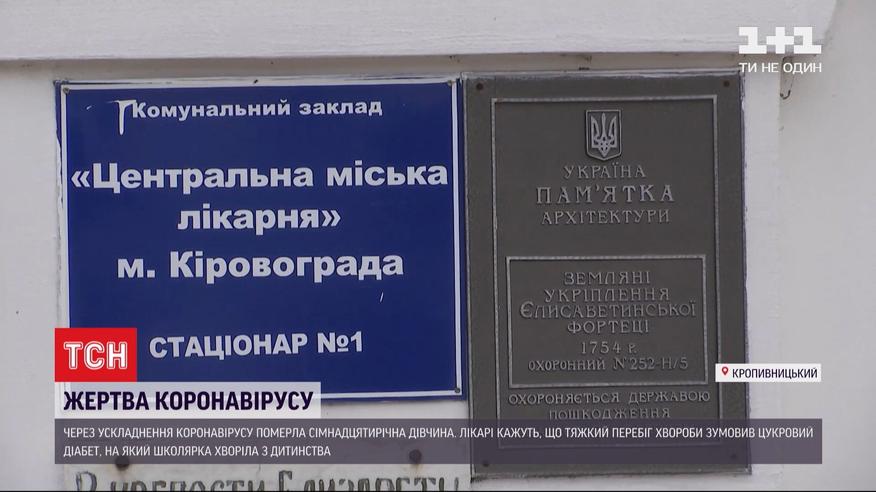 1+1
ТИ НЕ ОДИН
Комунальний заклад
«Центральна міська
лікарня»
м. Кіровограда
СТАЦІОНАР №1
УКРАЇНА
ПАМ'ЯТКА
АРХІТЕКТУРИ
ЗЕМЛЯНІ
УКРІПЛЕННЯ
ЄЛИСАВЕТИНСЬКОЇ
ФОРТЕЦІ
1754 р.
ОХОРОННИЙ №252-Н/5
ОХОРОНЯЄТЬСЯ ДЕРЖАВОЮ
ПОШКОДЖЕННЯ
КРОПИВНИЦЬКИЙ
ТСН
ЖЕРТВА КОРОНАВІРУСУ
ЧЕРЕЗ УСКЛАДНЕННЯ КОРОНАВІРУСУ ПОМЕРЛА СІМНАДЦЯТИРІЧНА ДІВЧИНА. ЛІКАРІ КАЖУТЬ, ЩО ТЯЖКИЙ ПЕРЕБІГ ХВОРОБИ ЗУМОВИВ ЦУКРОВИЙ
ДІАБЕТ, НА ЯКИЙ ШКОЛЯРКА ХВОРІЛА З ДИТИНСТВА